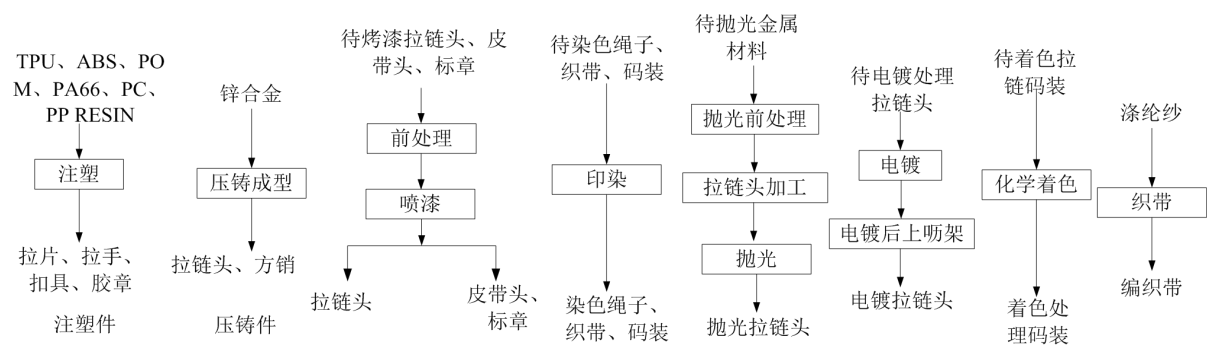 TPU、ABS、PO
M、PA66、PC、
PP RESIN
注塑
拉片、拉手、
扣具、胶章
注塑件
锌合金
压铸成型
拉链头、方销
压铸件
待烤漆拉链头、皮
带头、标章
前处理
喷漆
拉链头
皮带头、
标章
待染色绳子、
织带、码装
印染
染色绳子、
织带、码装
待抛光金属
材料
抛光前处理
拉链头加工
抛光
抛光拉链头
待电镀处理
拉链头
电镀
电镀后上呖架
电镀拉链头
待着色拉
链码装
化学着色
着色处
理码装
涤纶纱
织带
编织带